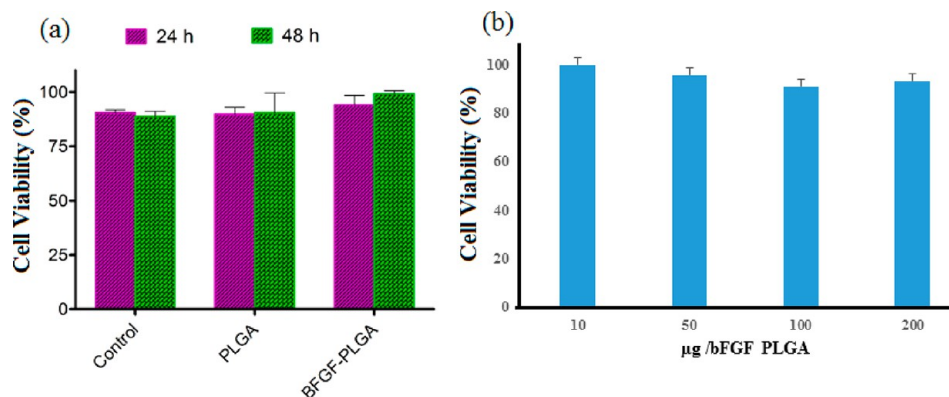 (a)
24 h
48 h
Cell Viability (%)
100
75
50
25
0
Control
PLGA
BFGF-PLGA
(b)
Cell Viability (%)
100
80
60
40
20
0
10
50
100
200
µg /bFGF PLGA